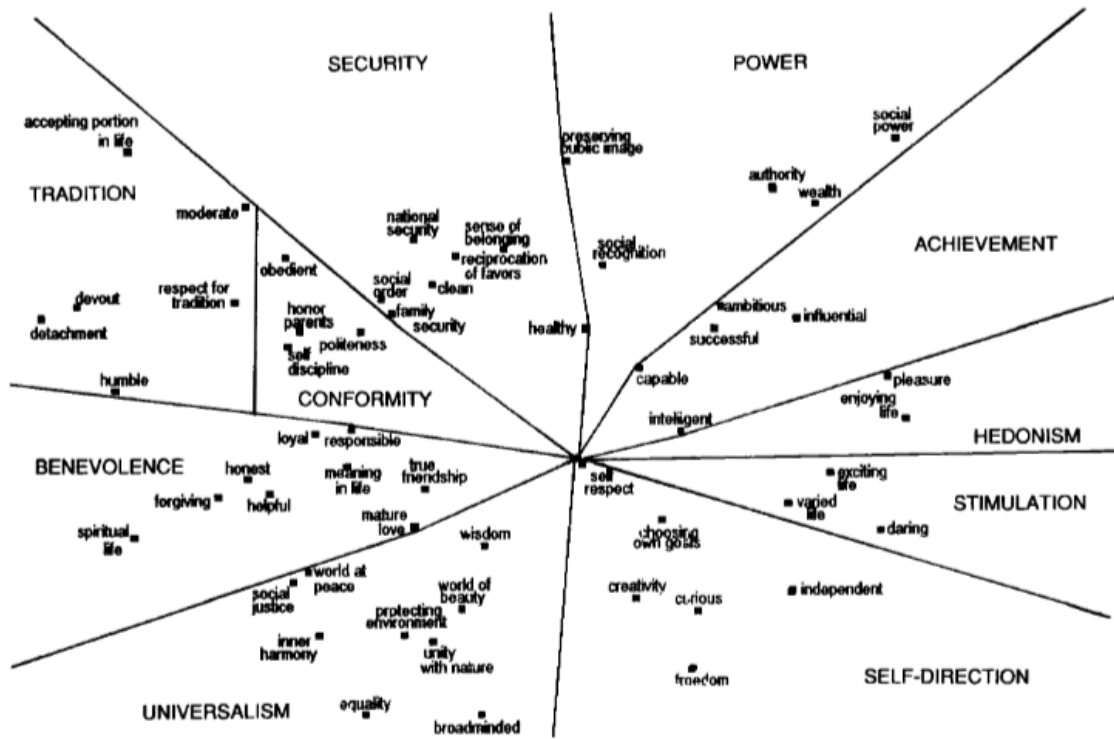 SECURITY
POWER
accepting portion
in life
TRADITION
moderate
obedient
respect for
tradition
devout
detachment
humble
honor
parents
self
discipline
politeness
CONFORMITY
national
security
sense of
belonging
reciprocation
of favors
social
order
clean
family
security
preserving
public image
social
recognition
healthy
social
power
authority
wealth
ACHIEVEMENT
ambitious
influential
successful
capable
intelligent
pleasure
enjoying
life
HEDONISM
exciting
life
varied
life
STIMULATION
daring
self
respect
choosing
own goals
creativity
curious
independent
freedom
SELF-DIRECTION
loyal
responsible
BENEVOLENCE
honest
meaning
in life
true
friendship
forgiving
helpful
mature
love
spiritual
life
wisdom
world at
peace
social
justice
world of
beauty
protecting
environment
inner
harmony
unity
with nature
equality
broadminded
UNIVERSALISM